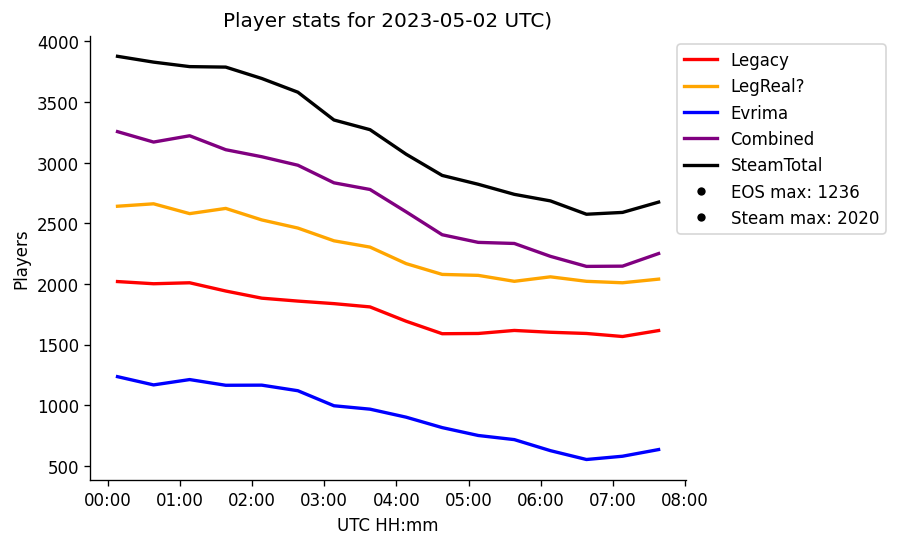 Player stats for 2023-05-02 UTC)
4000
3500
3000
2500
2000
1500
1000
500
Players
00:00 01:00 02:00 03:00 04:00 05:00 06:00 07:00 08:00
UTC HH:mm
Legacy
LegReal?
Evrima
Combined
SteamTotal
EOS max: 1236
Steam max: 2020